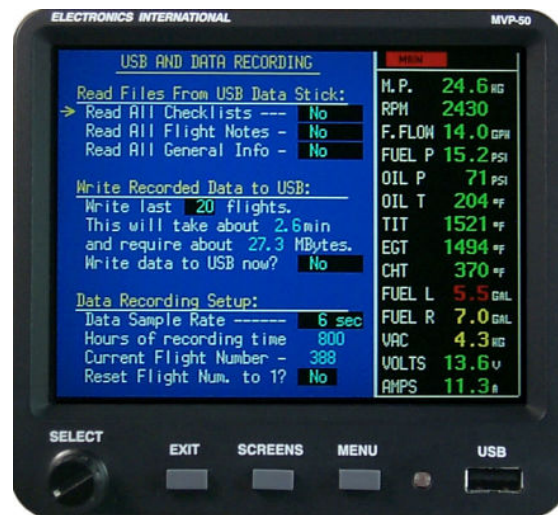 ELECTRONICS INTERNATIONAL
MVP-50
USB AND DATA RECORDING
Read Files From USB Data Stick:
Read All Checklists --- No
Read All Flight Notes - No
Read All General Info - No
Write Recorded Data to USB:
Write last 20 flights.
This will take about 2.6min
and require about 27.3 MBytes.
Write data to USB now? No
Data Recording Setup:
Data Sample Rate ------ 6 sec
Hours of recording time 800
Current Flight Number - 388
Reset Flight Num. to 1? No
MAIN
M.P. 24.6 HG
RPM 2430
F.FLOW 14.0 GPH
FUEL P 15.2 PSI
OIL P 71 PSI
OIL T 204 °F
TIT 1521 °F
EGT 1494 °F
CHT 370 °F
FUEL L 5.5 GAL
FUEL R 7.0 GAL
VAC 4.3 HG
VOLTS 13.6 V
AMPS 11.3 A
SELECT
EXIT
SCREENS
MENU
USB